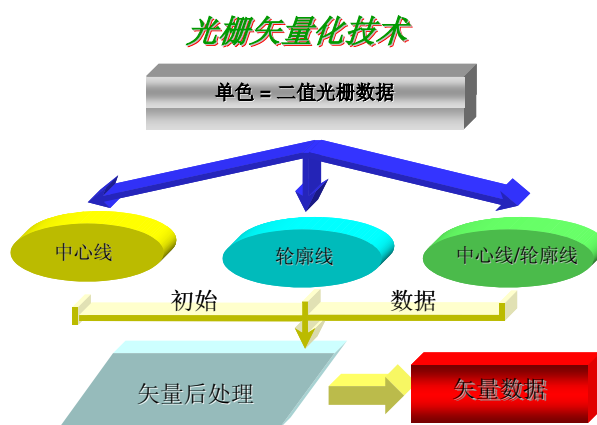 光栅矢量化技术
单色 = 二值光栅数据
中心线
轮廓线
中心线/轮廓线
初始 数据
矢量后处理
矢量数据